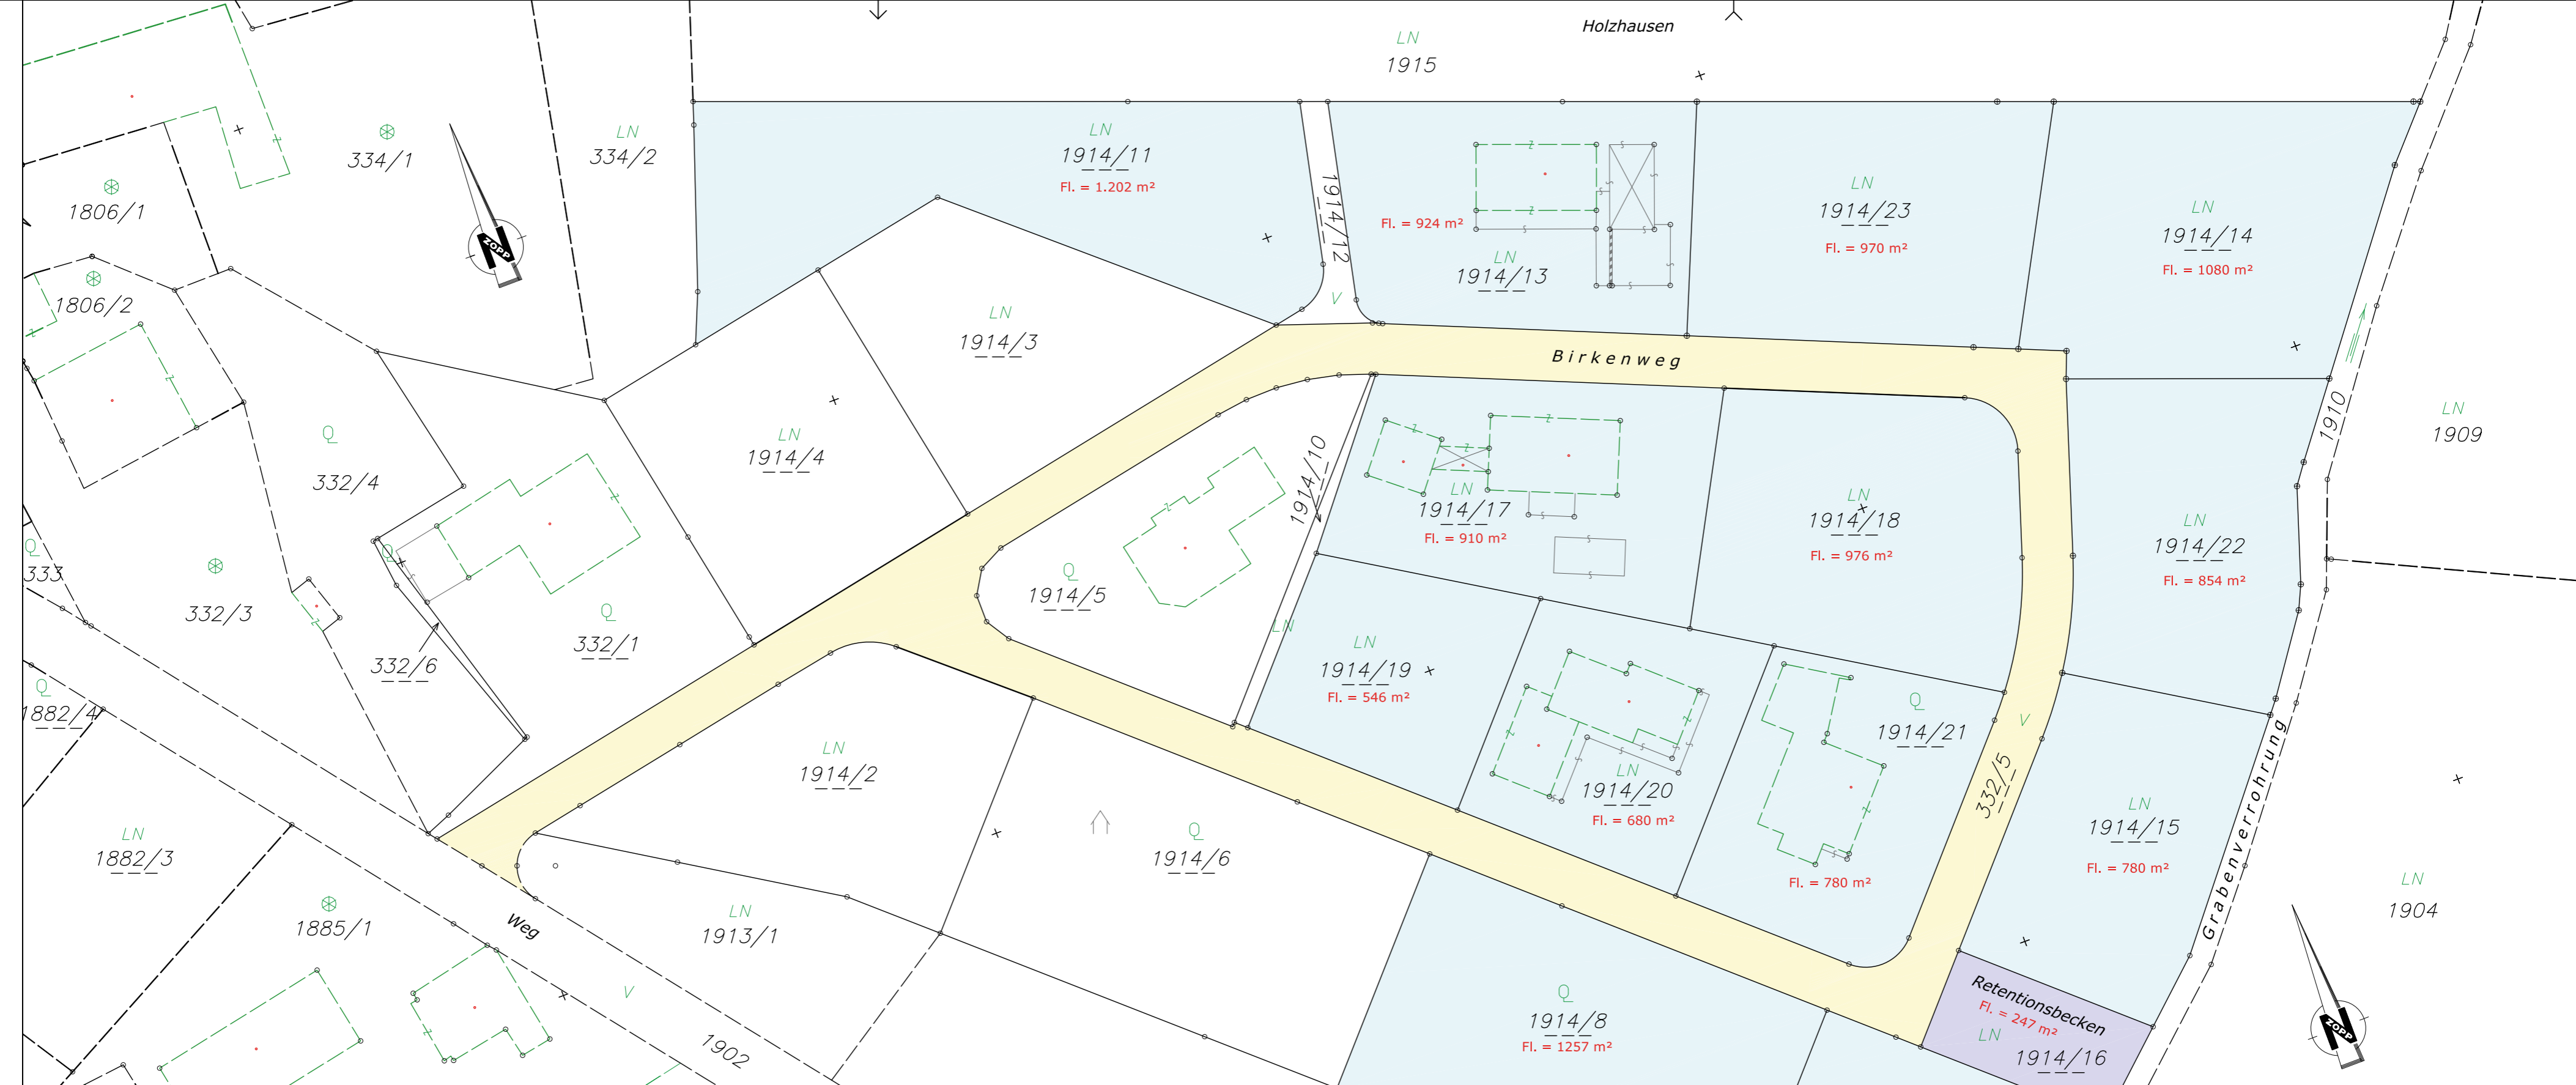 Holzhausen
LN
1915
334/1
LN
334/2
LN
1914/11
Fl. = 1.202 m²
1914/12
V
Fl. = 924 m²
LN
1914/13
LN
1914/23
Fl. = 970 m²
LN
1914/14
Fl. = 1080 m²
1806/1
1806/2
ZOPP
LN
1914/3
Birkenweg
LN
1914/4
Q
332/4
1914/10
LN
1914/17
Fl. = 910 m²
LN
1914/18
Fl. = 976 m²
1910
LN
1909
LN
1914/22
Fl. = 854 m²
Q
333
332/3
Q
332/6
Q
332/1
Q
1914/5
LN
LN
1914/19
Fl. = 546 m²
LN
1914/20
Fl. = 680 m²
Q
1914/21
Fl. = 780 m²
V
332/5
LN
1914/15
Fl. = 780 m²
Grabenverrohrung
Q
1882/4
LN
1882/3
1885/1
Weg
LN
1914/2
LN
1913/1
Q
1914/6
V
1902
Q
1914/8
Fl. = 1257 m²
Retentionsbecken
Fl. = 247 m²
LN
1914/16
LN
1904
ZOPP